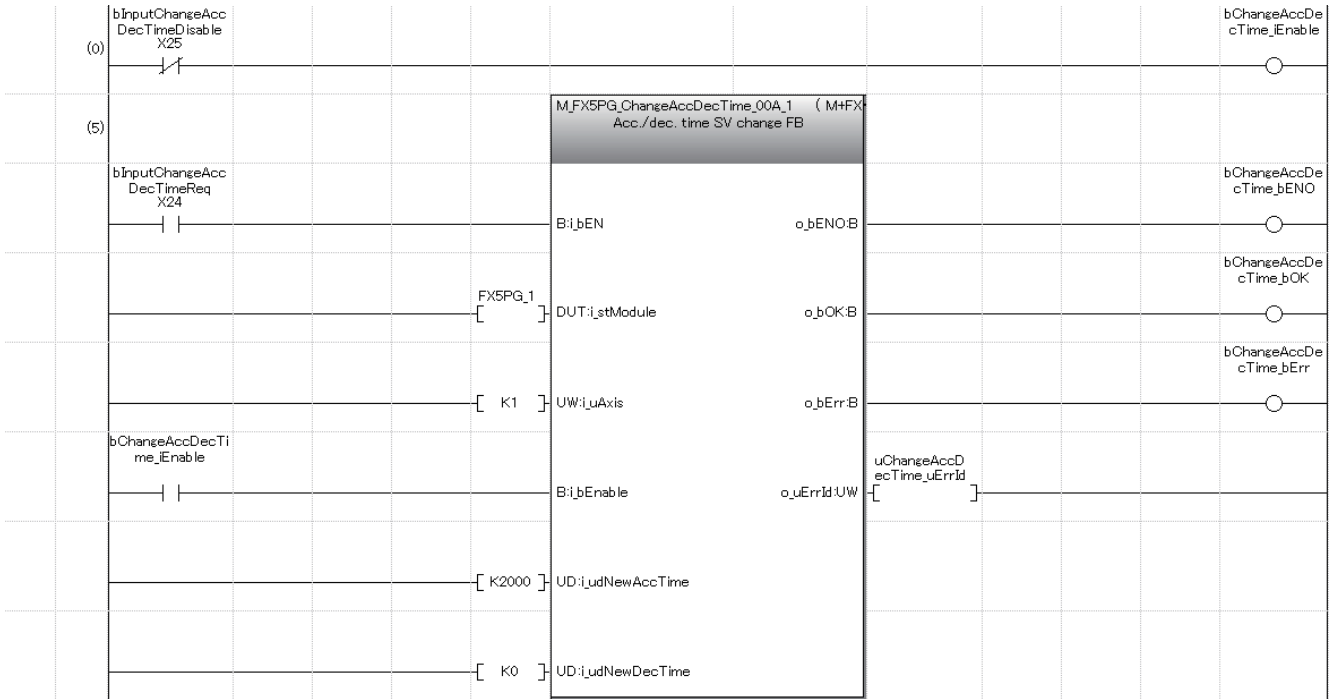 bInputChangeAcc
DecTimeDisable
X25
bChangeAccDe
cTime_iEnable
(0)
(5)
M_FX5PG_ChangeAccDecTime_00A_1 (M+FX
Acc./dec. time SV change FB
bInputChangeAcc
DecTimeReq
X24
bChangeAccDe
cTime_bENO
B:i_bEN
o_bENO:B
bChangeAccDe
cTime_bOK
FX5PG_1
DUT:i_stModule
o_bOK:B
bChangeAccDe
cTime_bErr
K1
UW:i_uAxis
o_bErr:B
bChangeAccDecTi
me_iEnable
uChangeAccD
ecTime_uErrId
B:i_bEnable
o_uErrId:UW
K2000
UD:i_udNewAccTime
K0
UD:i_udNewDecTime